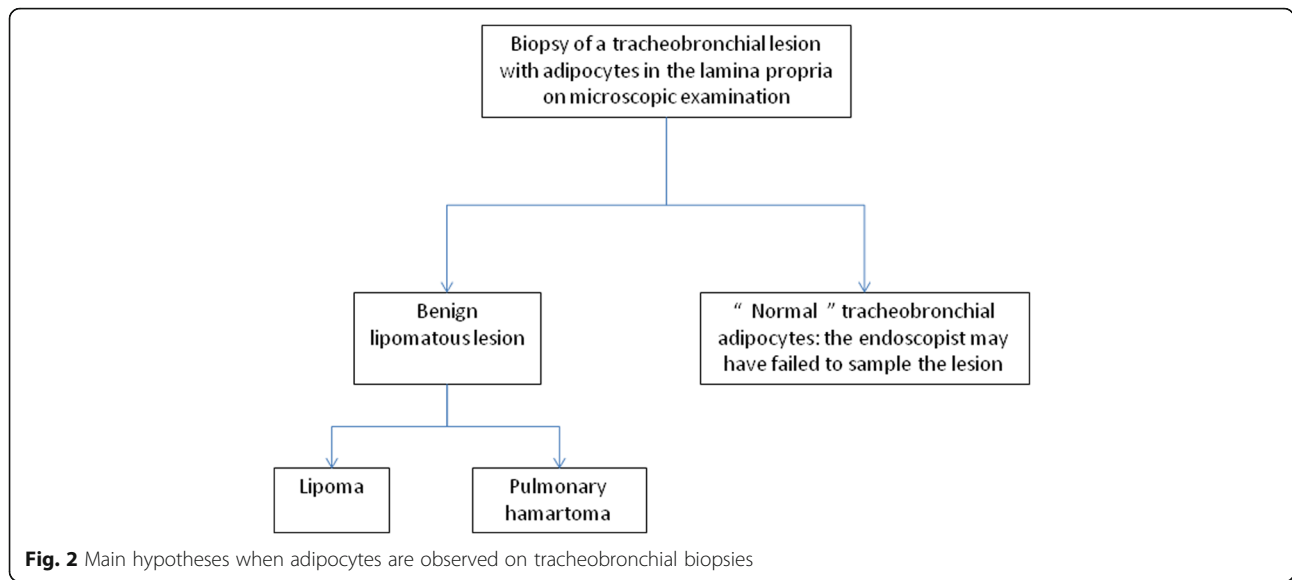 Biopsy of a tracheobronchial lesion
with adipocytes in the lamina propria
on microscopic examination
Benign
lipomatous lesion
“ Normal ” tracheobronchial
adipocytes: the endoscopist may
have failed to sample the lesion
Lipoma
Pulmonary
hamartoma
Fig. 2 Main hypotheses when adipocytes are observed on tracheobronchial biopsies